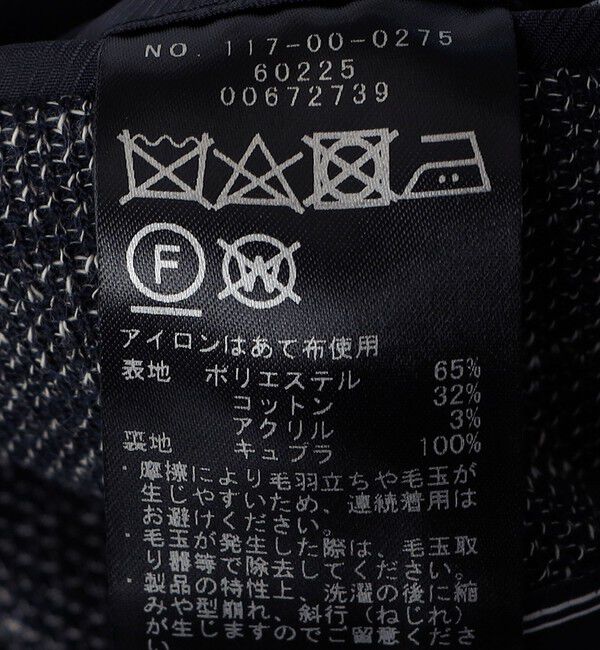 NO. 117-00-0275
60225
00672739
F
W
アイロンはあて布使用
表地 ポリエステル 65%
コットン 32%
アクリル 3%
裏地 キュプラ 100%
・摩擦により毛羽立ちや毛玉が
生じやすいため、連続着用は
お避けください。
・毛玉が発生した際は、毛玉取
り器等で除去してください。
・製品の特性上、洗濯の後に縮
みや型崩れ、斜行(ねじれ)
が生じますのでご留意くださ
い。